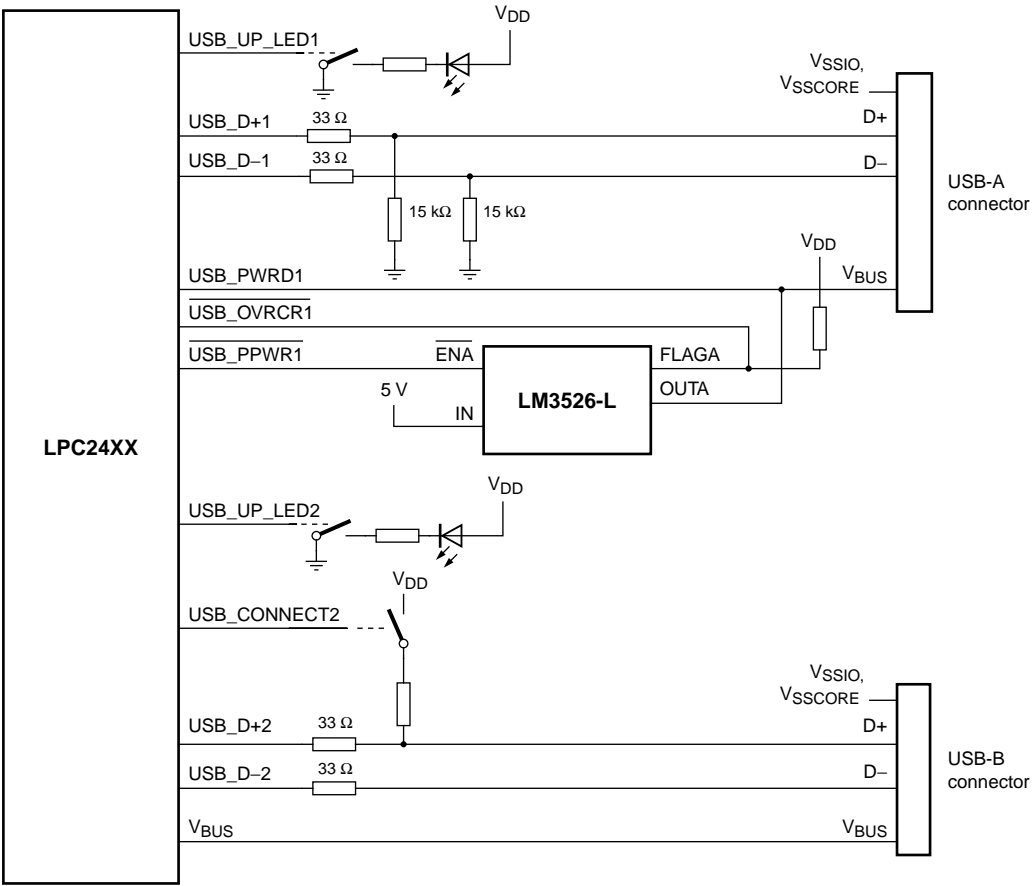 VDD
USB_UP_LED1
VSSIO,
VSSCORE
USB_D+1
33 Ω
D+
USB_D−1
33 Ω
D−
USB-A
connector
15 kΩ
15 kΩ
VDD
USB_PWRD1
VBUS
USB_OVRCR1
USB_PPWR1
ENA
FLAGA
5 V
OUTA
LM3526-L
IN
LPC24XX
VDD
USB_UP_LED2
VDD
USB_CONNECT2
VSSIO,
VSSCORE
USB_D+2
33 Ω
D+
USB_D−2
33 Ω
D−
USB-B
connector
VBUS
VBUS